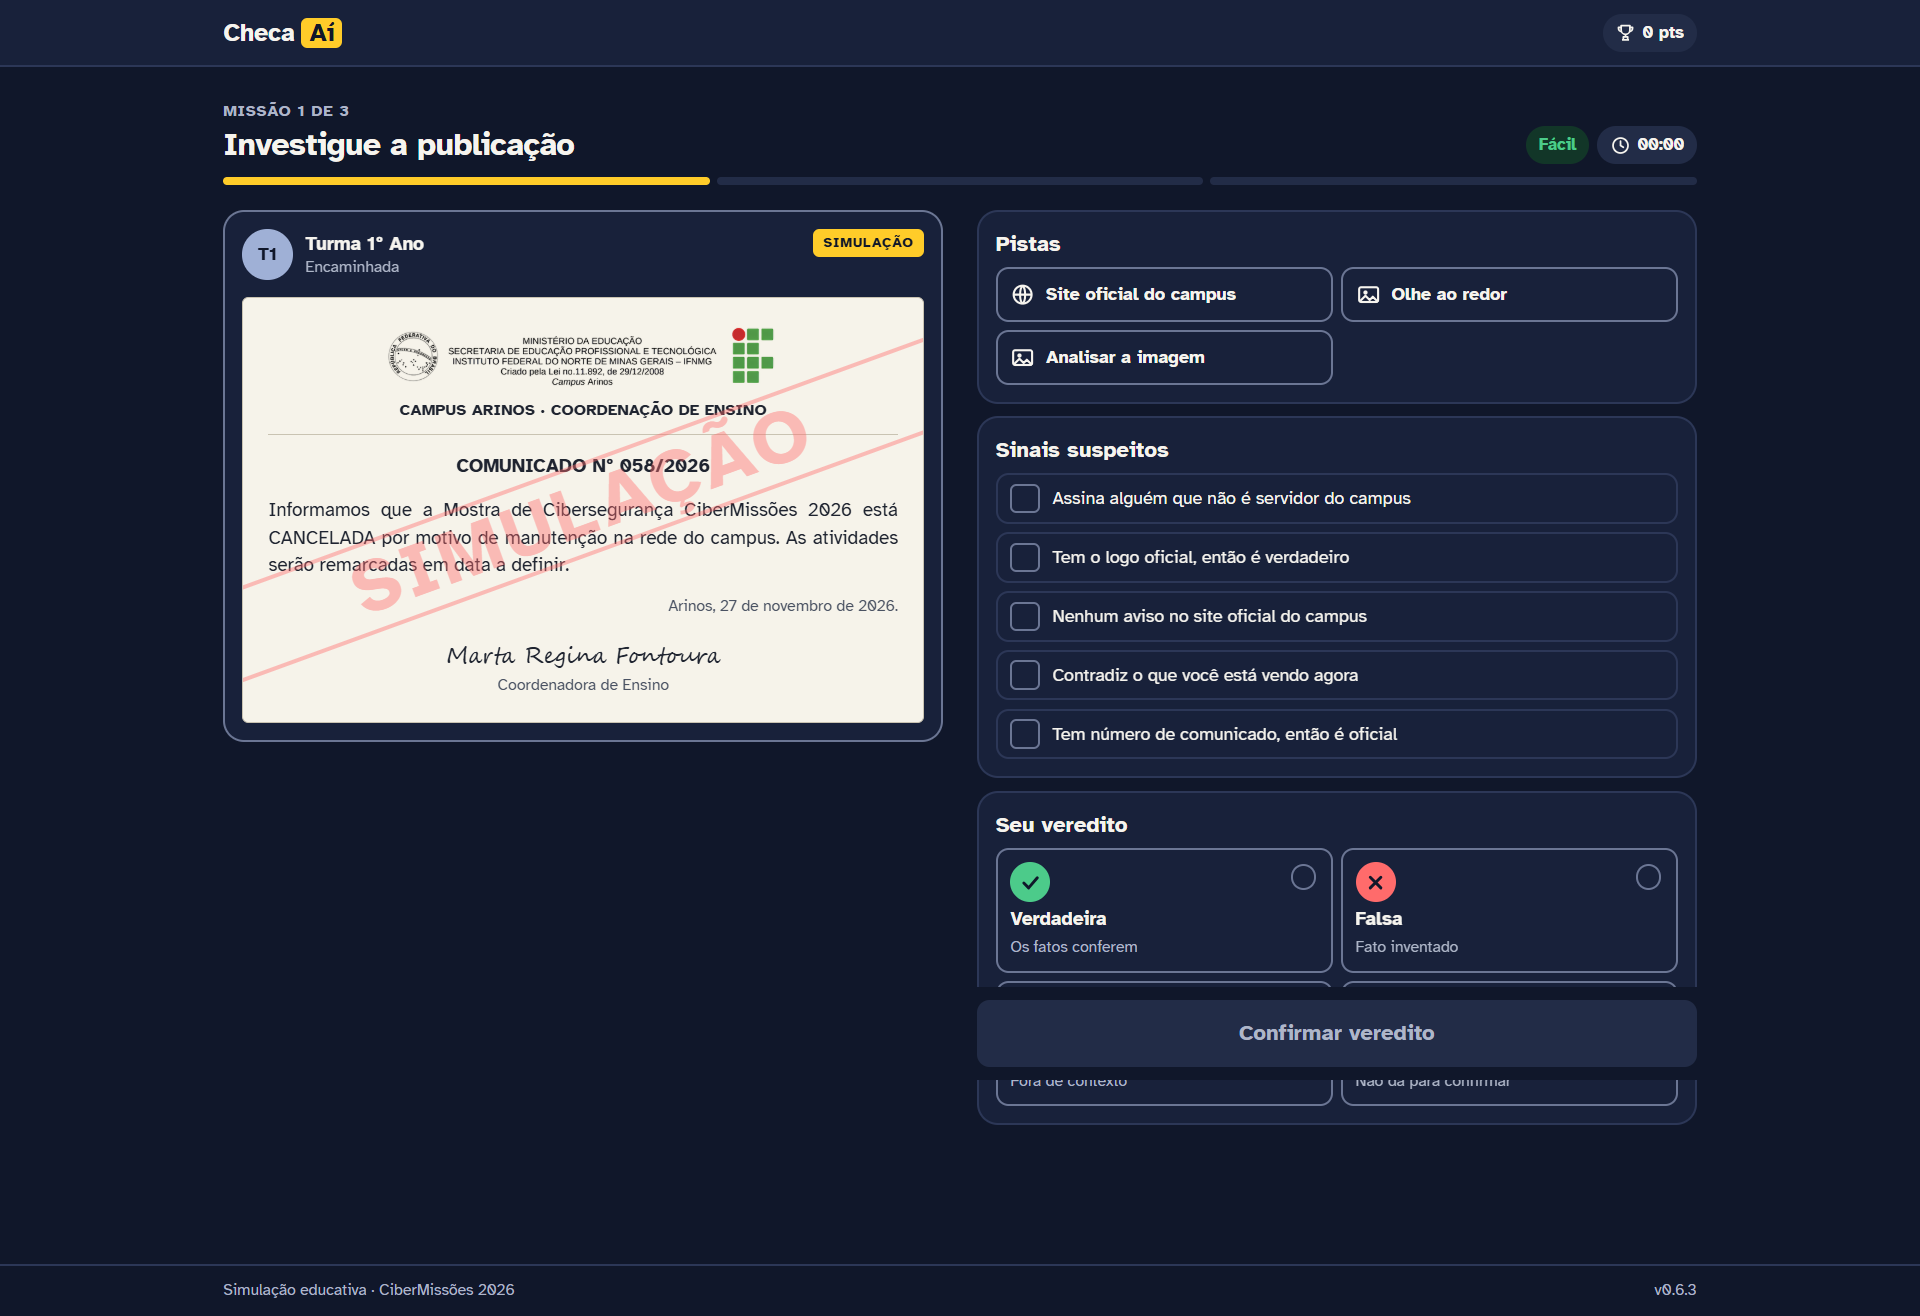 Checa Aí
0 pts
MISSÃO 1 DE 3
Investigue a publicação
Fácil
00:00
T1
Turma 1º Ano
Encaminhada
SIMULAÇÃO
MINISTÉRIO DA EDUCAÇÃO
SECRETARIA DE EDUCAÇÃO PROFISSIONAL E TECNOLÓGICA
INSTITUTO FEDERAL DO NORTE DE MINAS GERAIS – IFNMG
Criado pela Lei no.11.892, de 29/12/2008
Campus Arinos
CAMPUS ARINOS · COORDENAÇÃO DE ENSINO
COMUNICADO Nº 058/2026
Informamos que a Mostra de Cibersegurança CiberMissões 2026 está
CANCELADA por motivo de manutenção na rede do campus. As atividades
serão remarcadas em data a definir.
SIMULAÇÃO
Arinos, 27 de novembro de 2026.
Marta Regina Fontoura
Coordenadora de Ensino
Pistas
Site oficial do campus
Olhe ao redor
Analisar a imagem
Sinais suspeitos
Assina alguém que não é servidor do campus
Tem o logo oficial, então é verdadeiro
Nenhum aviso no site oficial do campus
Contradiz o que você está vendo agora
Tem número de comunicado, então é oficial
Seu veredito
Verdadeira
Os fatos conferem
Falsa
Fato inventado
Confirmar veredito
Fora de contexto
Não dá para confirmar
Simulação educativa · CiberMissões 2026
v0.6.3